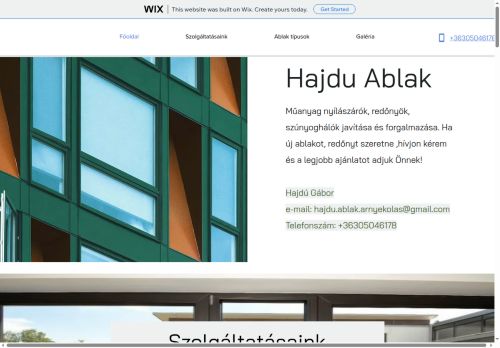 WIX | This website was built on Wix. Create yours today. Get Started
Főoldal Szolgáltatásaink Ablak típusok Galéria +36305046178
Hajdu Ablak
Műanyag nyílászárók, redőnyök,
szúnyoghálók javítása és forgalmazása. Ha
új ablakot, redőnyt szeretne ,hívjon kérem
és a legjobb ajánlatot adjuk Önnek!
Hajdú Gábor
e-mail: hajdu.ablak.arnyekolas@gmail.com
Telefonszám: +36305046178
Szolgáltatásaink